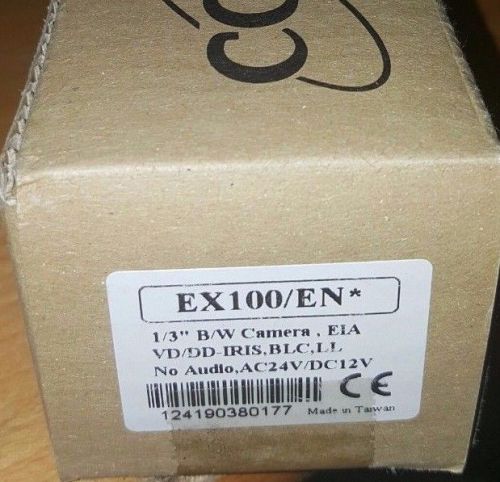 EX100/EN*
1/3" B/W Camera , EIA
VD/DD-IRIS,BLC,LL
No Audio,AC24V/DC12V
CE
124190380177
Made in Taiwan